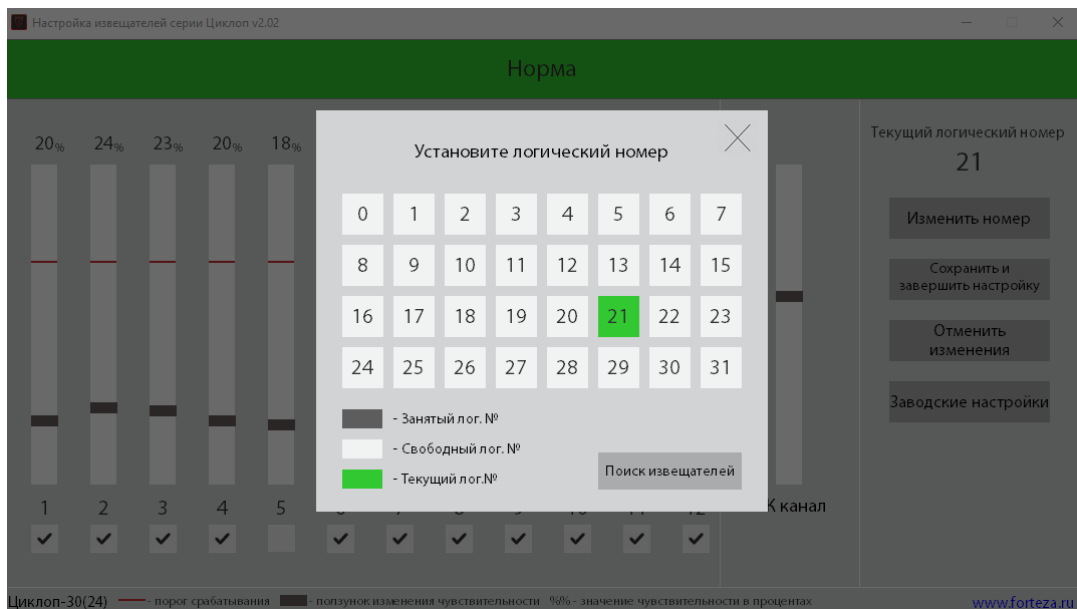 Настройка извещателей серии Циклоп v2.02
Норма
20% 24% 23% 20% 18%
Установите логический номер
Текущий логический номер
21
0 1 2 3 4 5 6 7
8 9 10 11 12 13 14 15
16 17 18 19 20 21 22 23
24 25 26 27 28 29 30 31
Изменить номер
Сохранить и
завершить настройку
Отменить
изменения
Заводские настройки
- Занятый лог. №
- Свободный лог. №
- Текущий лог.№
Поиск извещателей
1 2 3 4 5
К канал
Циклоп-30(24) - порог срабатывания - ползунок изменения чувствительности %% - значение чувствительности в процентах www.forteza.ru